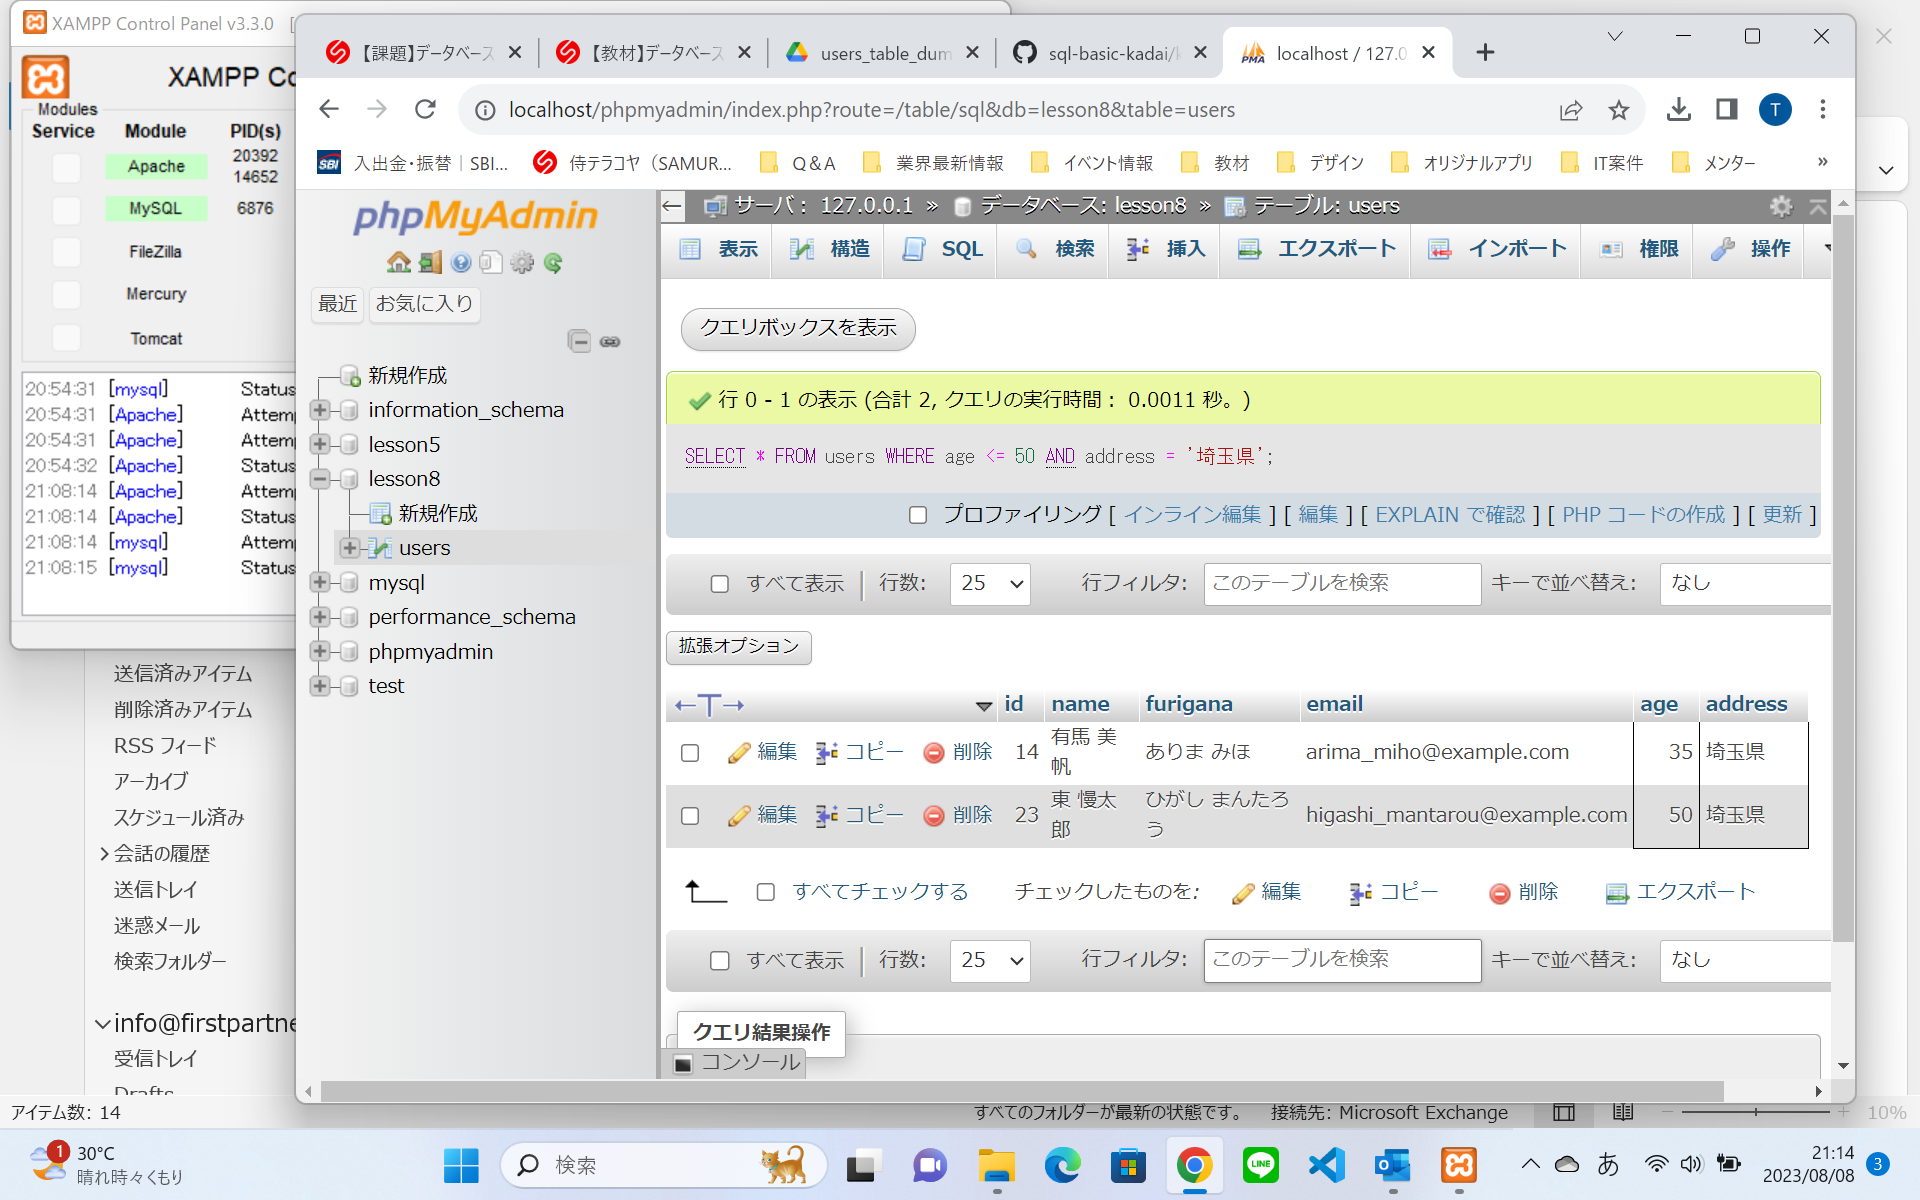 XAMPP Control Panel v3.3.0
【課題】データベース
【教材】データベース
users_table_dum
sql-basic-kadai/k
PMA
localhost / 127.0
localhost/phpmyadmin/index.php?route=/table/sql&db=lesson8&table=users
T
SBI 入出金・振替｜SBI...
侍テラコヤ（SAMUR...
Q＆A
業界最新情報
イベント情報
教材
デザイン
オリジナルアプリ
IT案件
メンター
»
XAMPP Co
Modules
Service Module PID(s)
Apache 20392
14652
MySQL 6876
FileZilla
Mercury
Tomcat
20:54:31 [mysql] Status
20:54:31 [Apache] Attemp
20:54:31 [Apache] Attemp
20:54:32 [Apache] Status
21:08:14 [Apache] Attemp
21:08:14 [Apache] Status
21:08:14 [mysql] Attemp
21:08:15 [mysql] Status
送信済みアイテム
削除済みアイテム
RSS フィード
アーカイブ
スケジュール済み
会話の履歴
送信トレイ
迷惑メール
検索フォルダー
info@firstpartne
受信トレイ
Drafts
phpMyAdmin
最近 お気に入り
新規作成
information_schema
lesson5
lesson8
新規作成
users
mysql
performance_schema
phpmyadmin
test
サーバ： 127.0.0.1 » データベース: lesson8 » テーブル: users
表示 構造 SQL 検索 挿入 エクスポート インポート 権限 操作
クエリボックスを表示
行 0 - 1 の表示 (合計 2, クエリの実行時間： 0.0011 秒。)
SELECT * FROM users WHERE age <= 50 AND address = '埼玉県';
プロファイリング [ インライン編集 ] [ 編集 ] [ EXPLAIN で確認 ] [ PHP コードの作成 ] [ 更新 ]
すべて表示 行数: 25 行フィルタ: このテーブルを検索 キーで並べ替え: なし
拡張オプション
←T→ id name furigana email age address
編集 コピー 削除 14 有馬 美帆 ありま みほ arima_miho@example.com 35 埼玉県
編集 コピー 削除 23 東 慢太郎 ひがし まんたろう higashi_mantarou@example.com 50 埼玉県
すべてチェックする チェックしたものを: 編集 コピー 削除 エクスポート
すべて表示 行数: 25 行フィルタ: このテーブルを検索 キーで並べ替え: なし
クエリ結果操作
コンソール
アイテム数: 14
すべてのフォルダーが最新の状態です。 接続先: Microsoft Exchange
10%
1
30°C
晴れ時々くもり
検索
LINE
あ
21:14
2023/08/08
3